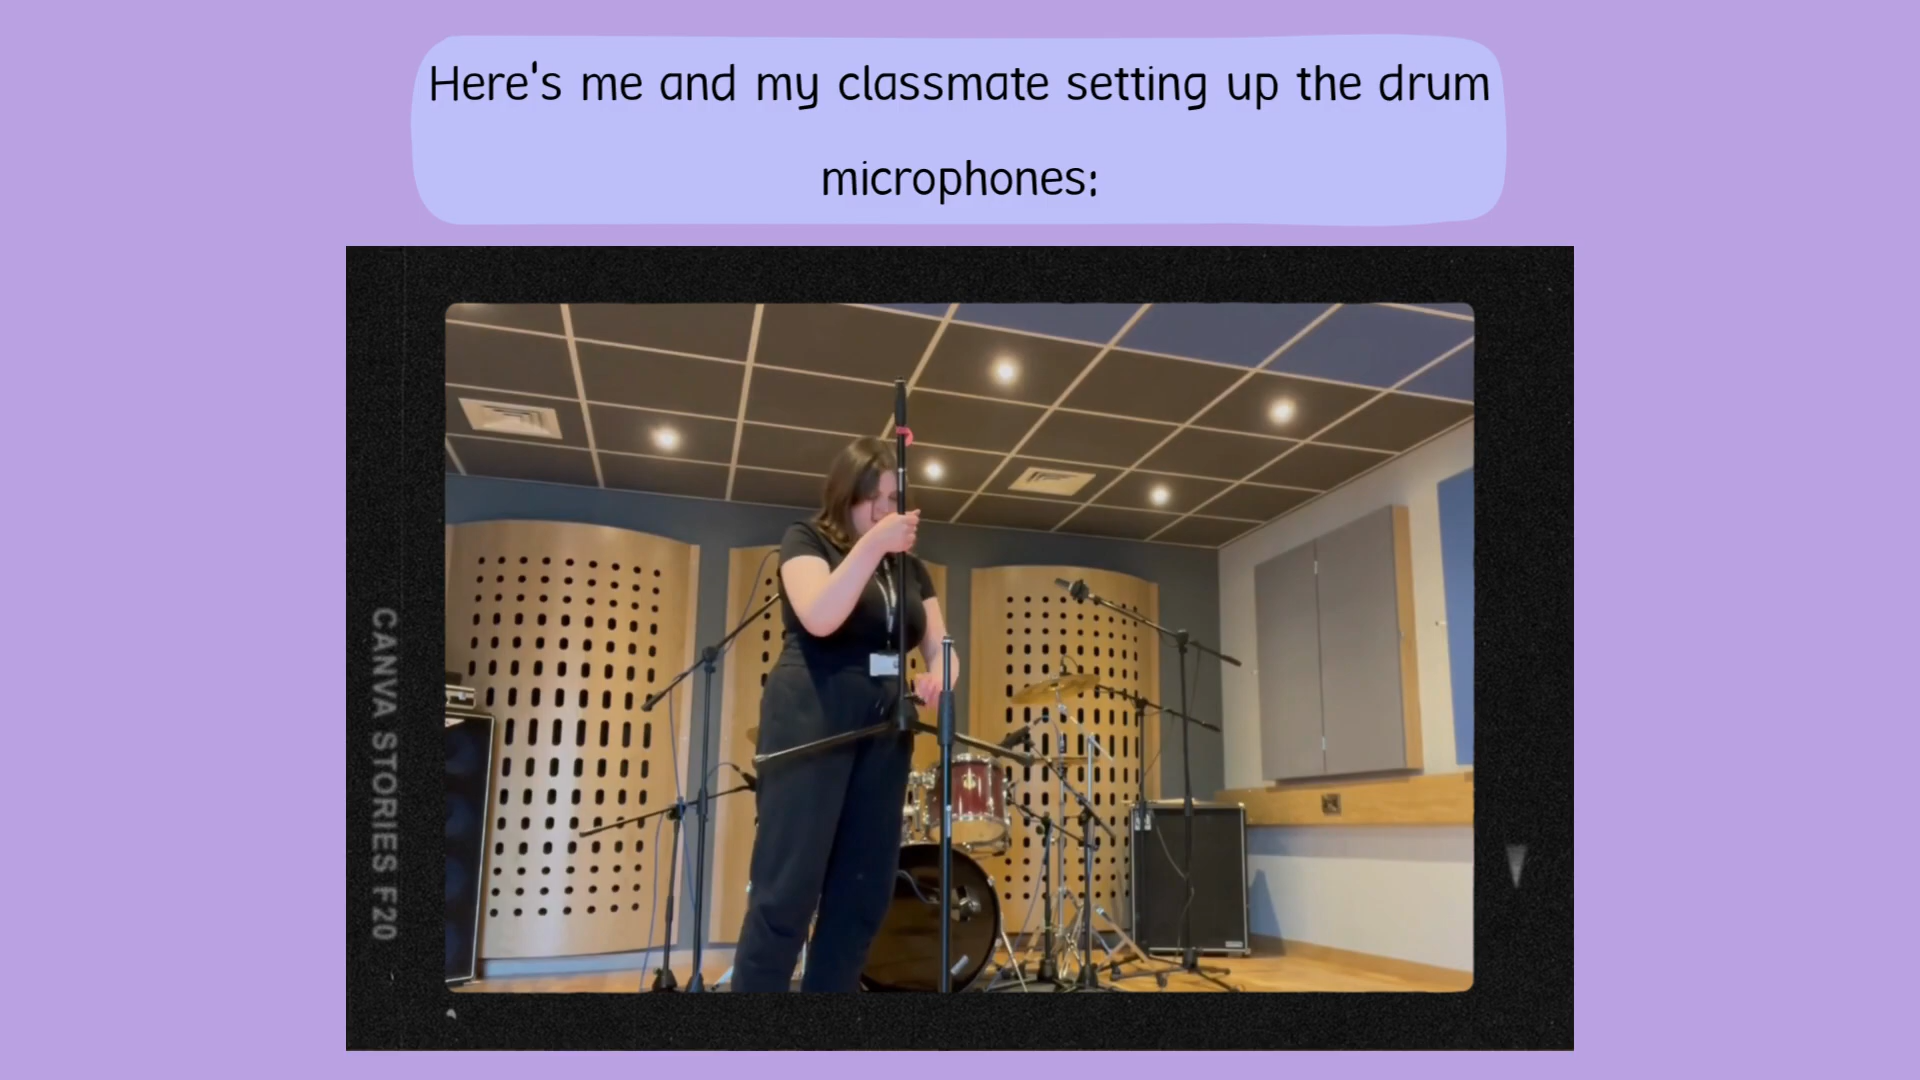 Here's me and my classmate setting up the drum
microphones:
CANVA STORIES F20